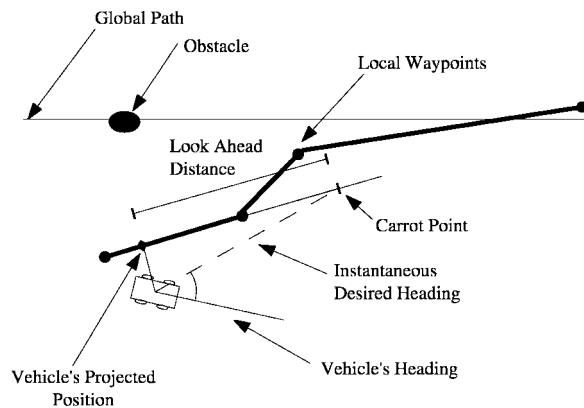 Global Path
Obstacle
Local Waypoints
Look Ahead
Distance
Carrot Point
Instantaneous
Desired Heading
Vehicle's Heading
Vehicle's Projected
Position